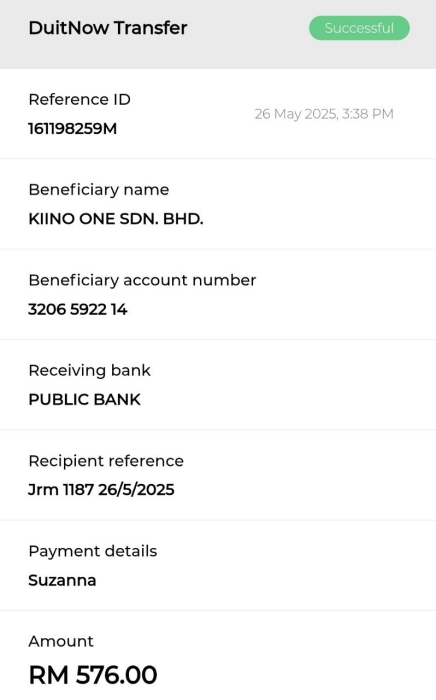 DuitNow Transfer
Successful
Reference ID
26 May 2025, 3:38 PM
161198259M
Beneficiary name
KIINO ONE SDN. BHD.
Beneficiary account number
3206 5922 14
Receiving bank
PUBLIC BANK
Recipient reference
Jrm 1187 26/5/2025
Payment details
Suzanna
Amount
RM 576.00